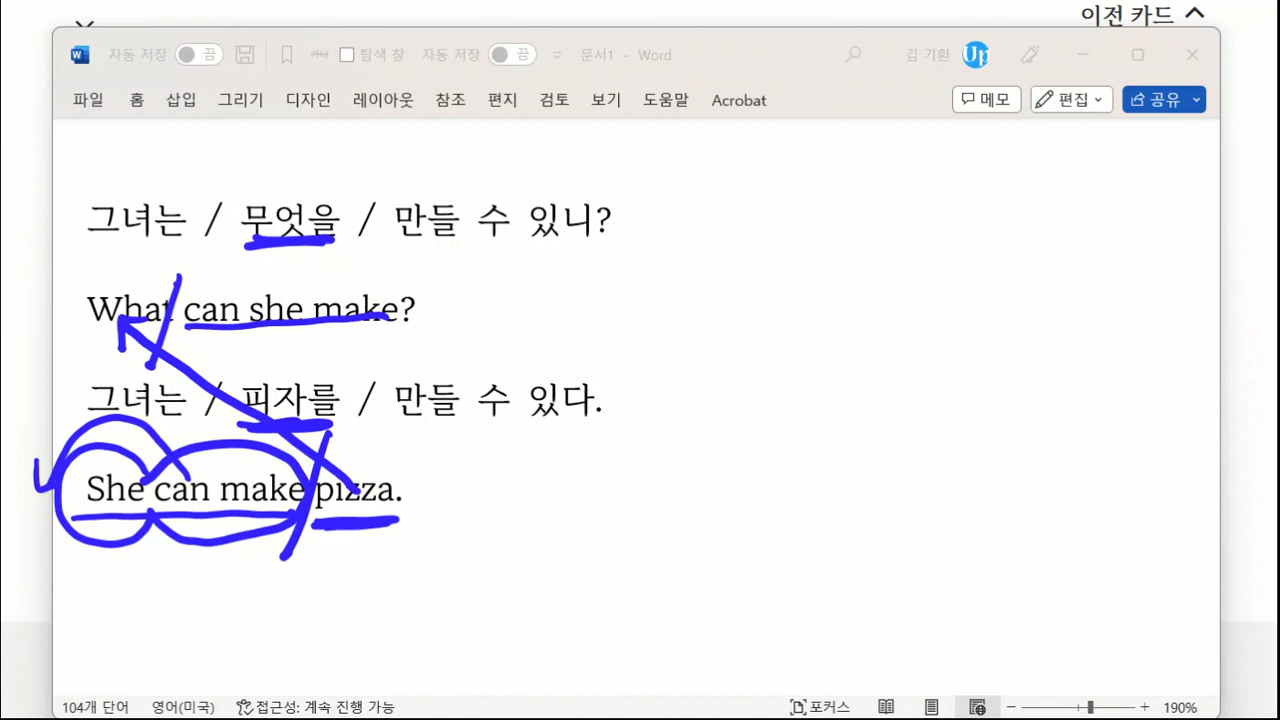 이전 카드
자동 저장 끔 탐색 창 자동 저장 끔 문서1 - Word 김 기환 Up
파일 홈 삽입 그리기 디자인 레이아웃 참조 편지 검토 보기 도움말 Acrobat 메모 편집 공유
그녀는 / 무엇을 / 만들 수 있니?
What can she make?
그녀는 / 피자를 / 만들 수 있다.
She can make pizza.
104개 단어 영어(미국) 접근성: 계속 진행 가능 포커스 190%